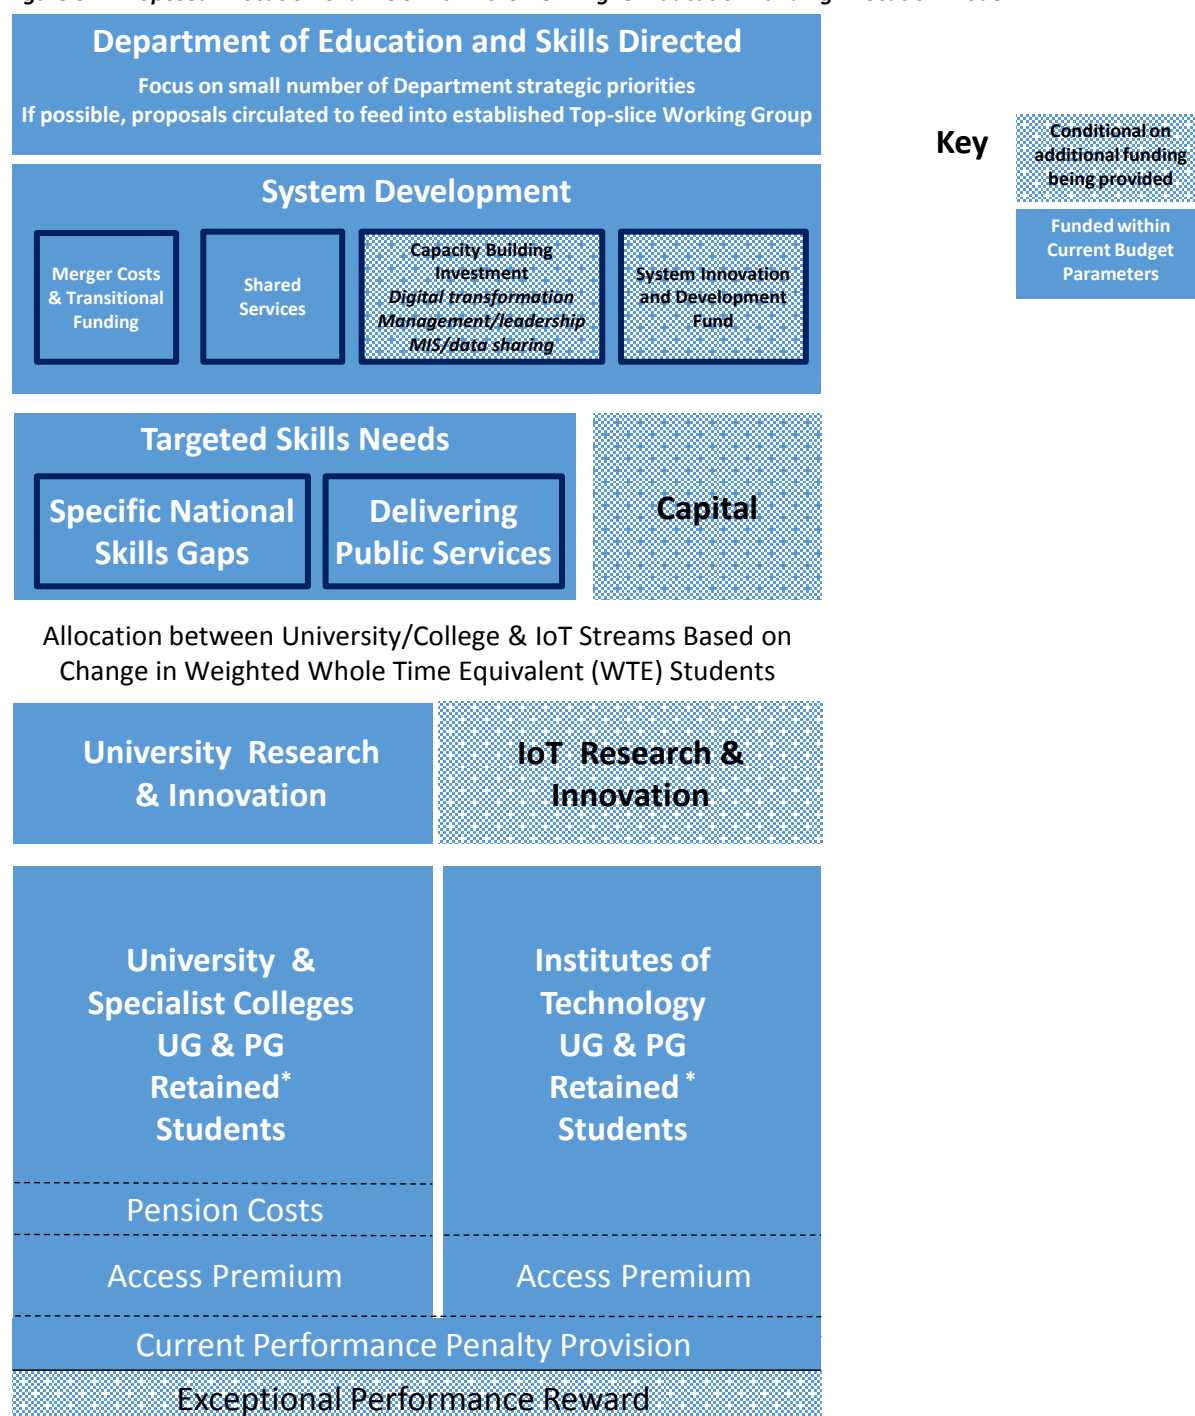 Department of Education and Skills Directed
Focus on small number of Department strategic priorities
If possible, proposals circulated to feed into established Top-slice Working Group
Key
Conditional on
additional funding
being provided
Funded within
Current Budget
Parameters
System Development
Merger Costs
& Transitional
Funding
Shared
Services
Capacity Building
Investment
Digital transformation
Management/leadership
MIS/data sharing
System Innovation
and Development
Fund
Targeted Skills Needs
Specific National
Skills Gaps
Delivering
Public Services
Capital
Allocation between University/College & IoT Streams Based on
Change in Weighted Whole Time Equivalent (WTE) Students
University Research
& Innovation
IoT Research &
Innovation
University &
Specialist Colleges
UG & PG
Retained*
Students
Pension Costs
Access Premium
Institutes of
Technology
UG & PG
Retained *
Students
Access Premium
Current Performance Penalty Provision
Exceptional Performance Reward